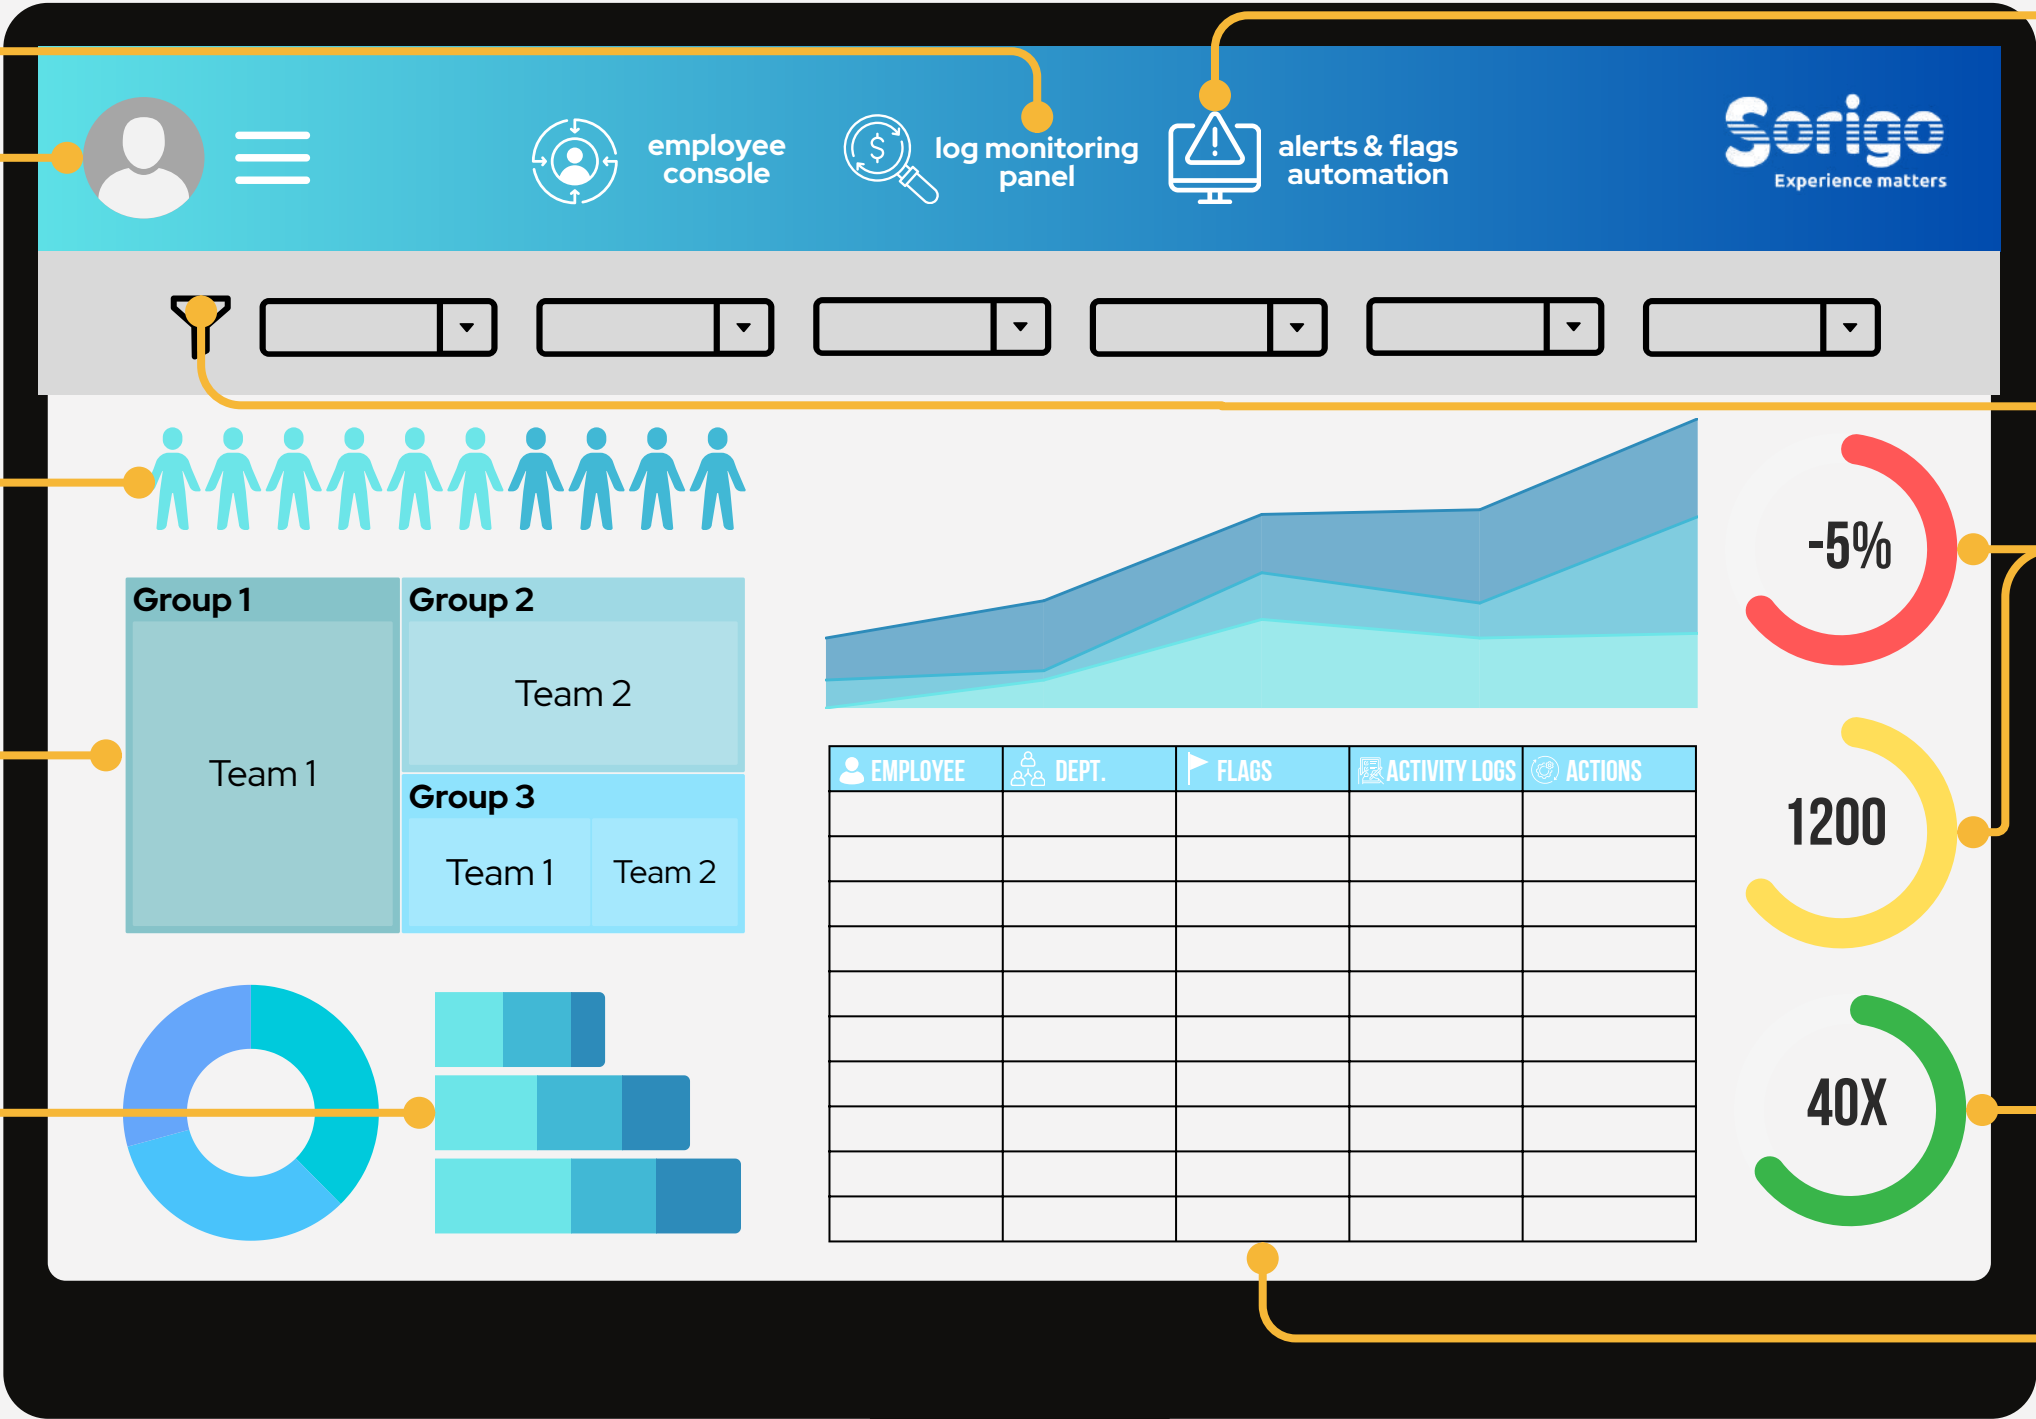 employee
console
log monitoring
panel
alerts & flags
automation
Sorigo
Experience matters
-5%
Group 1
Group 2
Team 2
Team 1
Group 3
Team 1
Team 2
EMPLOYEE
DEPT.
FLAGS
ACTIVITY LOGS
ACTIONS
1200
40X